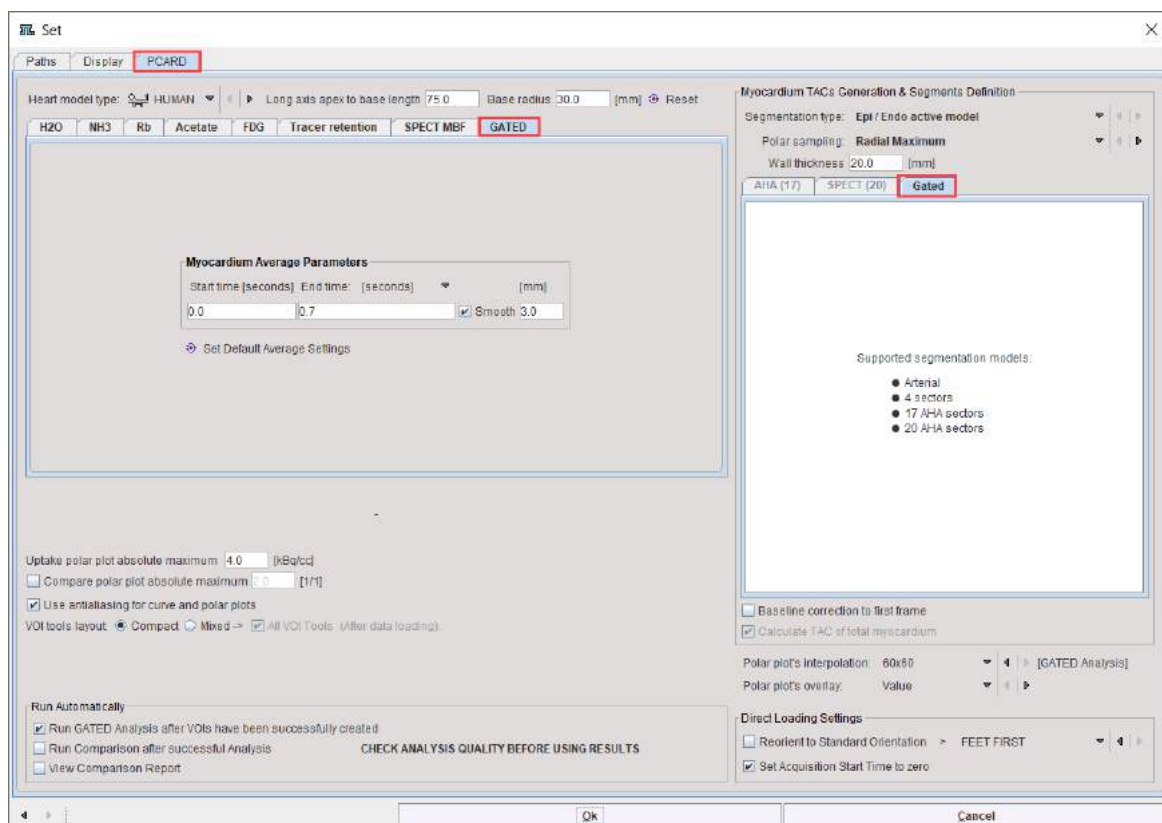 Set
Paths Display PCARD
Heart model type: HUMAN Long axis apex to base length 75.0 Base radius 30.0 [mm] Reset
H2O NH3 Rb Acetate FDG Tracer retention SPECT MBF GATED
Myocardium Average Parameters
Start time [seconds] End time: [seconds] [mm]
0.0 0.7 Smooth 3.0
Set Default Average Settings
-
Uptake polar plot absolute maximum 4.0 [kBq/cc]
Compare polar plot absolute maximum 2.0 [1/1]
Use antialiasing for curve and polar plots
VOI tools layout: Compact Mixed -> All VOI Tools (After data loading)
Run Automatically
Run GATED Analysis after VOIs have been successfully created
Run Comparison after successful Analysis CHECK ANALYSIS QUALITY BEFORE USING RESULTS
View Comparison Report
Myocardium TACs Generation & Segments Definition
Segmentation type: Epi / Endo active model
Polar sampling: Radial Maximum
Wall thickness 20.0 [mm]
AHA (17) SPECT (20) Gated
Supported segmentation models:
● Arterial
● 4 sectors
● 17 AHA sectors
● 20 AHA sectors
Baseline correction to first frame
Calculate TAC of total myocardium
Polar plot's interpolation: 60x60 [GATED Analysis]
Polar plot's overlay: Value
Direct Loading Settings
Reorient to Standard Orientation > FEET FIRST
Set Acquisition Start Time to zero
Ok Cancel